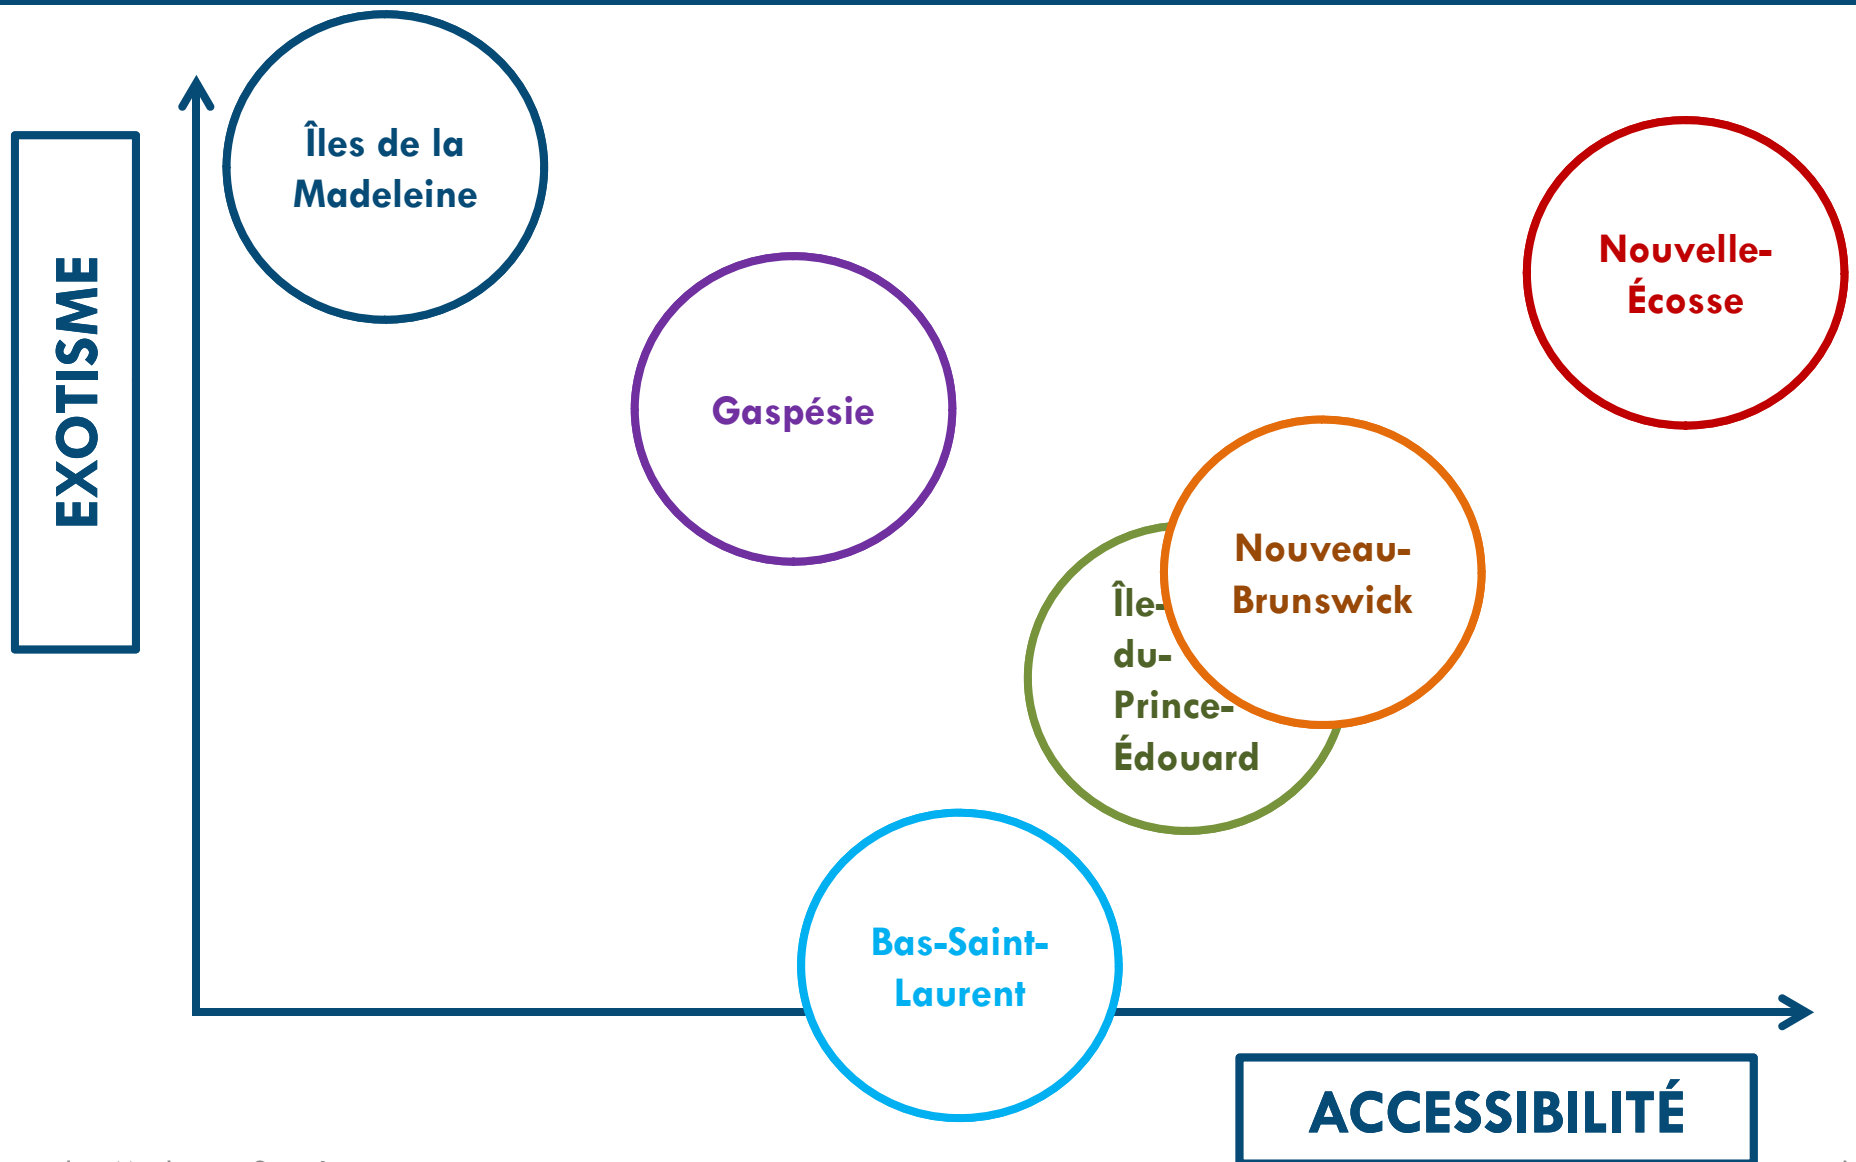 Îles de la
Madeleine
Nouvelle-
Écosse
EXOTISME
Gaspésie
Nouveau-
Brunswick
Île-
du-
Prince-
Édouard
Bas-Saint-
Laurent
ACCESSIBILITÉ